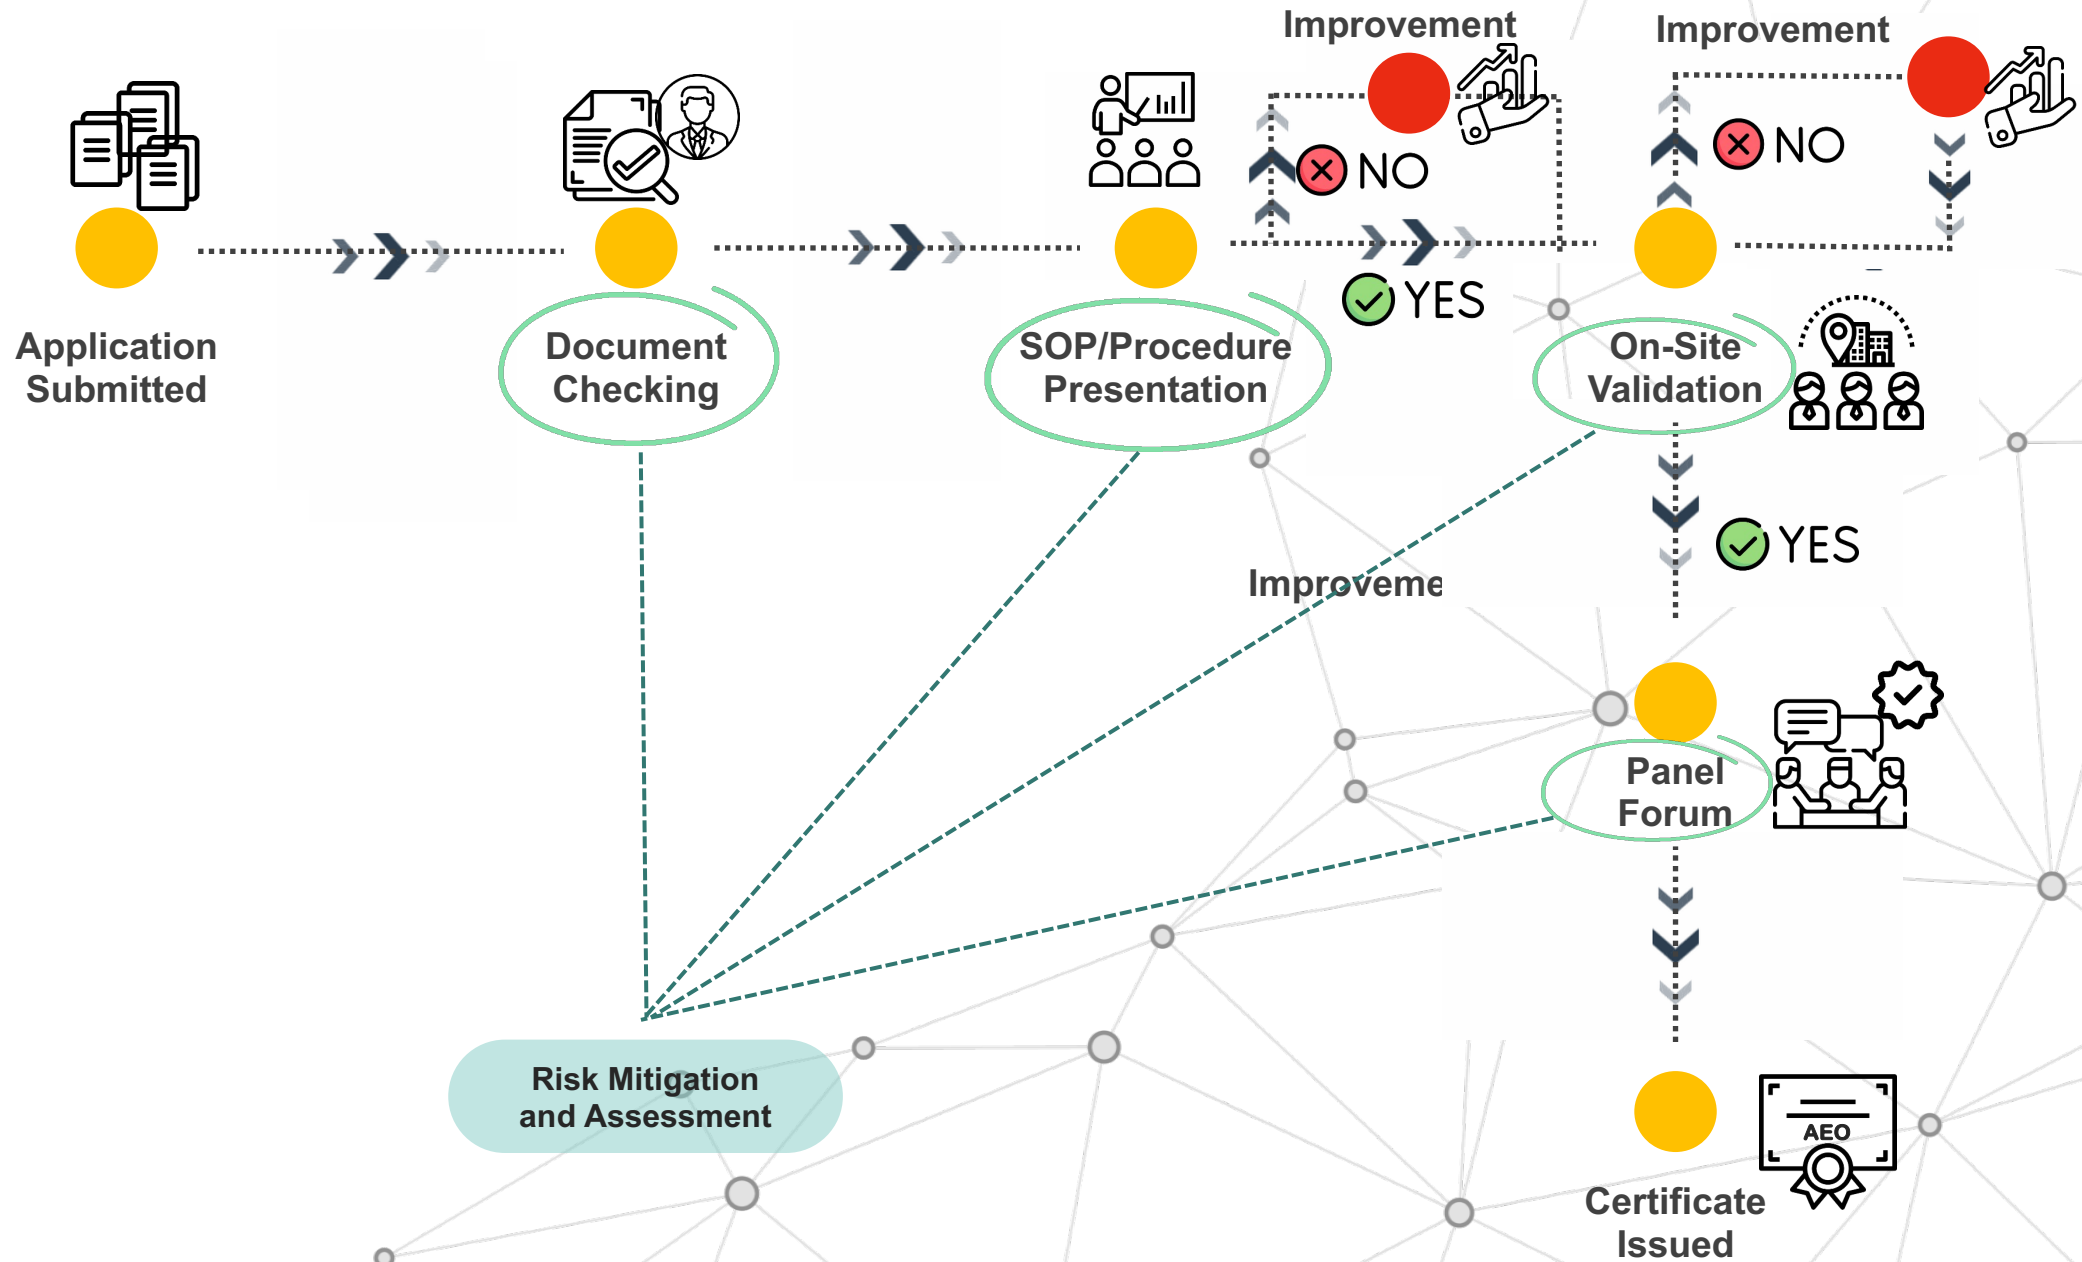 Improvement
Improvement
NO
NO
YES
Application
Submitted
Document
Checking
SOP/Procedure
Presentation
On-Site
Validation
YES
Improveme
Panel
Forum
Risk Mitigation
and Assessment
AEO
Certificate
Issued